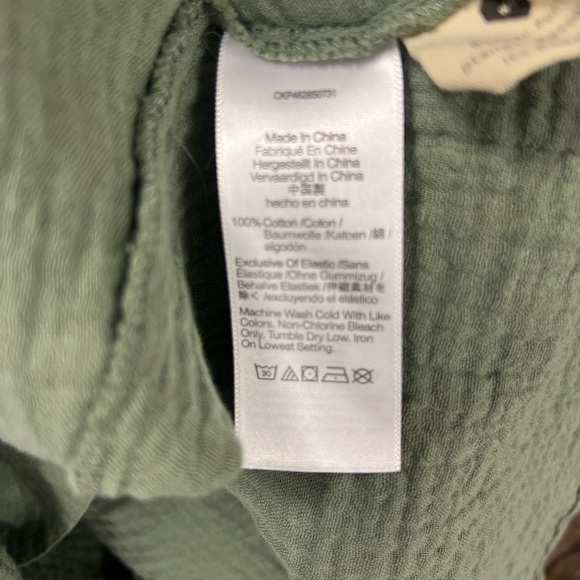 CKP462850731
Made In China
Fabriqué En Chine
Hergestellt In China
Vervaardigd In China
中国製
hecho en china
100% Cotton /Coton /
Baumwolle /Katoen /綿 /
algodón
Exclusive Of Elastic /Sans
Élastique /Ohne Gummizug /
Behalve Elastiek /伸縮素材を
除く /excluyendo el elástico
Machine Wash Cold With Like
Colors. Non-Chlorine Bleach
Only. Tumble Dry Low. Iron
On Lowest Setting.
30